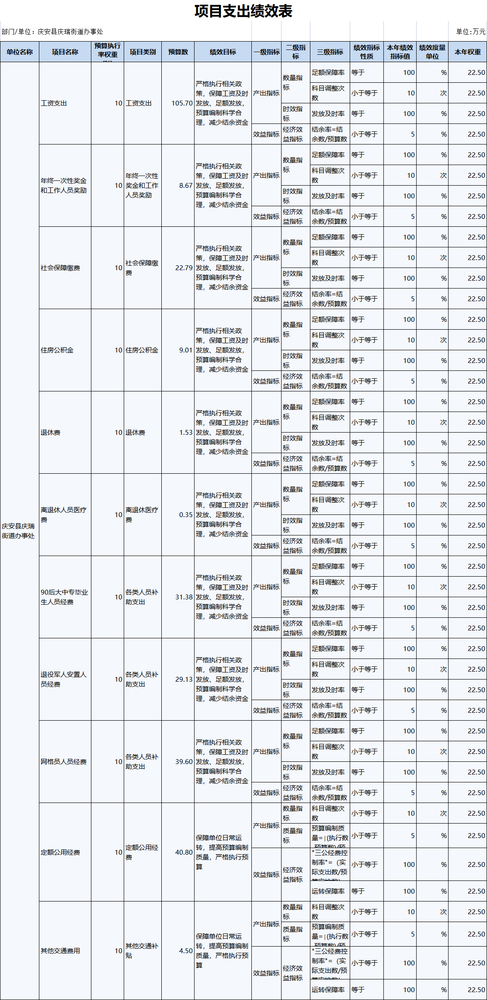 项目支出绩效表
部门/单位：庆安县庆瑞街道办事处 单位:万元
单位名称 项目名称 预算执行率权重 项目类别 预算数 绩效目标 一级指标 二级指标 三级指标 绩效指标性质 本年绩效指标值 绩效度量单位 本年权重
庆安县庆瑞街道办事处
工资支出 10 工资支出 105.70 严格执行相关政策，保障工资及时发放、足额发放，预算编制科学合理，减少结余资金
产出指标 数量指标 足额保障率 等于 100 % 22.50
科目调整次数 小于等于 10 次 22.50
时效指标 发放及时率 等于 100 % 22.50
效益指标 经济效益指标 结余率=结余数/预算数 小于等于 5 % 22.50
年终一次性奖金和工作人员奖励 10 年终一次性奖金和工作人员奖励 8.67 严格执行相关政策，保障工资及时发放、足额发放，预算编制科学合理，减少结余资金
产出指标 数量指标 足额保障率 等于 100 % 22.50
科目调整次数 小于等于 10 次 22.50
时效指标 发放及时率 等于 100 % 22.50
效益指标 经济效益指标 结余率=结余数/预算数 小于等于 5 % 22.50
社会保障缴费 10 社会保障缴费 22.79 严格执行相关政策，保障工资及时发放、足额发放，预算编制科学合理，减少结余资金
产出指标 数量指标 足额保障率 等于 100 % 22.50
科目调整次数 小于等于 10 次 22.50
时效指标 发放及时率 等于 100 % 22.50
效益指标 经济效益指标 结余率=结余数/预算数 小于等于 5 % 22.50
住房公积金 10 住房公积金 9.01 严格执行相关政策，保障工资及时发放、足额发放，预算编制科学合理，减少结余资金
产出指标 数量指标 足额保障率 等于 100 % 22.50
科目调整次数 小于等于 10 次 22.50
时效指标 发放及时率 等于 100 % 22.50
效益指标 经济效益指标 结余率=结余数/预算数 小于等于 5 % 22.50
退休费 10 退休费 1.53 严格执行相关政策，保障工资及时发放、足额发放，预算编制科学合理，减少结余资金
产出指标 数量指标 足额保障率 等于 100 % 22.50
科目调整次数 小于等于 10 次 22.50
时效指标 发放及时率 等于 100 % 22.50
效益指标 经济效益指标 结余率=结余数/预算数 小于等于 5 % 22.50
离退休人员医疗费 10 离退休医疗费 0.35 严格执行相关政策，保障工资及时发放、足额发放，预算编制科学合理，减少结余资金
产出指标 数量指标 足额保障率 等于 100 % 22.50
科目调整次数 小于等于 10 次 22.50
时效指标 发放及时率 等于 100 % 22.50
效益指标 经济效益指标 结余率=结余数/预算数 小于等于 5 % 22.50
90后大中专毕业生人员经费 10 各类人员补助支出 31.38 严格执行相关政策，保障工资及时发放、足额发放，预算编制科学合理，减少结余资金
产出指标 数量指标 足额保障率 等于 100 % 22.50
科目调整次数 小于等于 10 次 22.50
时效指标 发放及时率 等于 100 % 22.50
效益指标 经济效益指标 结余率=结余数/预算数 小于等于 5 % 22.50
退役军人安置人员经费 10 各类人员补助支出 29.13 严格执行相关政策，保障工资及时发放、足额发放，预算编制科学合理，减少结余资金
产出指标 数量指标 足额保障率 等于 100 % 22.50
科目调整次数 小于等于 10 次 22.50
时效指标 发放及时率 等于 100 % 22.50
效益指标 经济效益指标 结余率=结余数/预算数 小于等于 5 % 22.50
网格员人员经费 10 各类人员补助支出 39.60 严格执行相关政策，保障工资及时发放、足额发放，预算编制科学合理，减少结余资金
产出指标 数量指标 足额保障率 等于 100 % 22.50
科目调整次数 小于等于 10 次 22.50
时效指标 发放及时率 等于 100 % 22.50
效益指标 经济效益指标 结余率=结余数/预算数 小于等于 5 % 22.50
定额公用经费 10 定额公用经费 40.80 保障单位日常运转，提高预算编制质量，严格执行预算
产出指标 数量指标 科目调整次数 小于等于 10 次 22.50
质量指标 预算编制质量=|(执行数 小于等于 5 % 22.50
效益指标 经济效益指标 "三公经费控制率"=（实际支出数/预 小于等于 100 % 22.50
运转保障率 等于 100 % 22.50
其他交通费用 10 其他交通补贴 4.50 保障单位日常运转，提高预算编制质量，严格执行预算
产出指标 数量指标 科目调整次数 小于等于 10 次 22.50
质量指标 预算编制质量=|(执行数 小于等于 5 % 22.50
效益指标 经济效益指标 "三公经费控制率"=（实际支出数/预 小于等于 100 % 22.50
运转保障率 等于 100 % 22.50